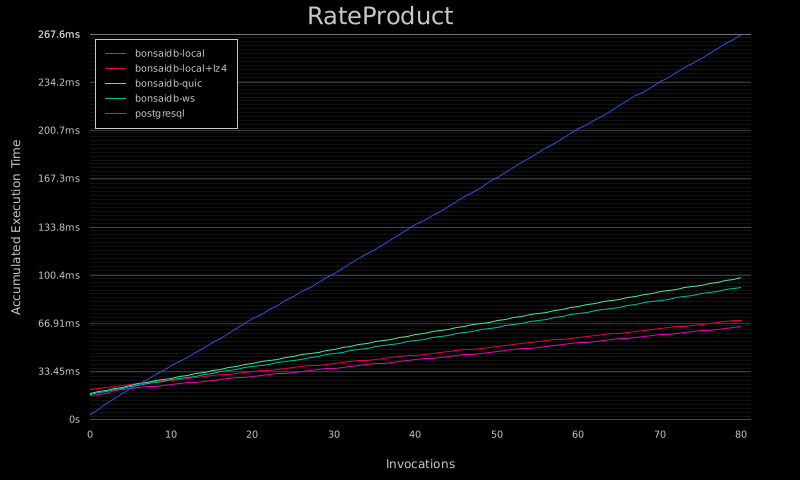 RateProduct
267.6ms
234.2ms
200.7ms
167.3ms
133.8ms
100.4ms
66.91ms
33.45ms
0s
Accumulated Execution Time
bonsaidb-local
bonsaidb-local+lz4
bonsaidb-quic
bonsaidb-ws
postgresql
0 10 20 30 40 50 60 70 80
Invocations